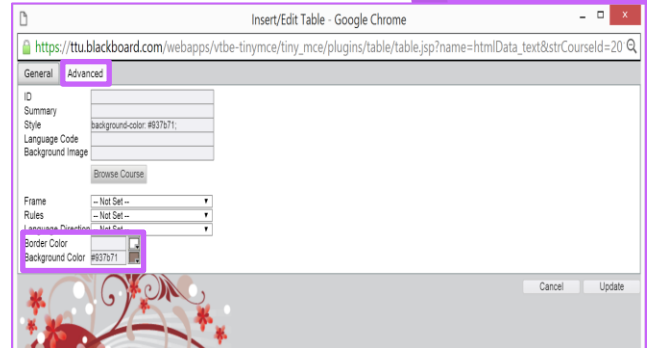 Insert/Edit Table - Google Chrome
https://ttu.blackboard.com/webapps/vtbe-tinymce/tiny_mce/plugins/table/table.jsp?name=htmlData_text&strCourseId=20
General Advanced
ID
Summary
Style background-color: #937b71;
Language Code
Background Image
Browse Course
Frame -- Not Set --
Rules -- Not Set --
Language Direction -- Not Set --
Border Color
Background Color #937b71
Cancel Update